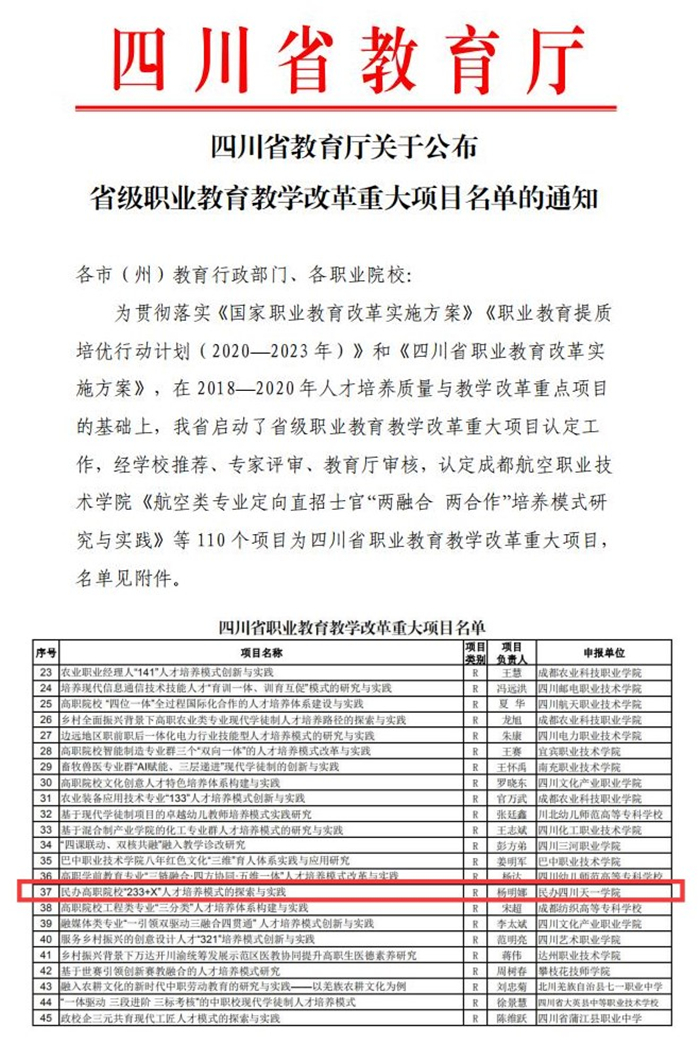 四川省教育厅
四川省教育厅关于公布
省级职业教育教学改革重大项目名单的通知
各市（州）教育行政部门、各职业院校：
为贯彻落实《国家职业教育改革实施方案》《职业教育提质
培优行动计划（2020—2023 年）》和《四川省职业教育改革实
施方案》，在 2018—2020 年人才培养质量与教学改革重点项目
的基础上，我省启动了省级职业教育教学改革重大项目认定工
作，经学校推荐、专家评审、教育厅审核，认定成都航空职业技
术学院《航空类专业定向直招士官“两融合 两合作”培养模式研
究与实践》等 110 个项目为四川省职业教育教学改革重大项目，
名单见附件。
四川省职业教育教学改革重大项目名单
序号 项目名称 项目类别 项目负责人 申报单位
23 农业职业经理人“141”人才培养模式创新与实践 R 王慧 成都农业科技职业学院
24 培养现代信息通信技术技能人才“育训一体、训育互促”模式的研究与实践 R 冯远洪 四川邮电职业技术学院
25 高职院校 “四位一体”全过程国际化合作的人才培养体系建设与实践 R 夏 华 四川航天职业技术学院
26 乡村全面振兴背景下高职农业类专业现代学徒制人才培养路径的探索与实践 R 龙旭 成都农业科技职业学院
27 边远地区职前职后一体化电力行业技能型人才培养模式的研究与实践 R 朱康 四川电力职业技术学院
28 高职院校智能制造专业群三个“双向一体”的人才培养模式改革与实践 R 王赛 宜宾职业技术学院
29 畜牧兽医专业群“AI赋能、三层递进”现代学徒制的创新与实践 R 王怀禹 南充职业技术学院
30 高职院校文化创意人才特色培养体系构建与实践 R 罗晓东 四川文化产业职业学院
31 农业装备应用技术专业“133”人才培养模式创新与实践 R 官万武 成都农业科技职业学院
32 基于现代学徒制项目的卓越幼儿教师培养模式实践研究 R 张廷鑫 川北幼儿师范高等专科学校
33 基于混合制产业学院的化工专业群人才培养模式的研究与实践 R 王志斌 四川化工职业技术学院
34 “四课联动、双核共融”融入教学诊改研究 R 彭方弟 四川三河职业学院
35 巴中职业技术学院八年红色文化“三维”育人体系实践与应用 R 姜明军 巴中职业技术学院
36 高职学前教育专业“三链融合·四方协同·五维一体”人才培养模式改革与实践 R 杨达 四川幼儿师范高等专科学校
37 民办高职院校“233+X”人才培养模式的探索与实践 R 杨明娜 民办四川天一学院
38 高职院校工程类专业“三分类”人才培养体系构建与实践 R 宋超 成都纺织高等专科学校
39 融媒体类专业“一引领双驱动三融合四贯通” 人才培养模式创新与实践 R 李太斌 四川文化产业职业学院
40 服务乡村振兴的创意设计人才“321”培养模式创新与实践 R 范明亮 四川艺术职业学院
41 乡村振兴背景下万达开川渝统筹发展示范区医教协同提升高职生医德素养研究 R 蒋伟 达州职业技术学院
42 基于世赛引领创新赛教融合的人才培养模式研究 R 周树春 攀枝花技师学院
43 融入农耕文化的新时代中职劳动教育的研究与实践——以羌族农耕文化为例 R 刘忠菊 北川羌族自治县七一职业中学
44 “一体驱动 三段进阶 三标考核”的中职校现代学徒制人才培养模式 R 徐景慧 四川省大英县中等职业技术学校
45 政校企三元共育现代工匠人才模式的探索与实践 R 陈维跃 四川省蒲江县职业中学